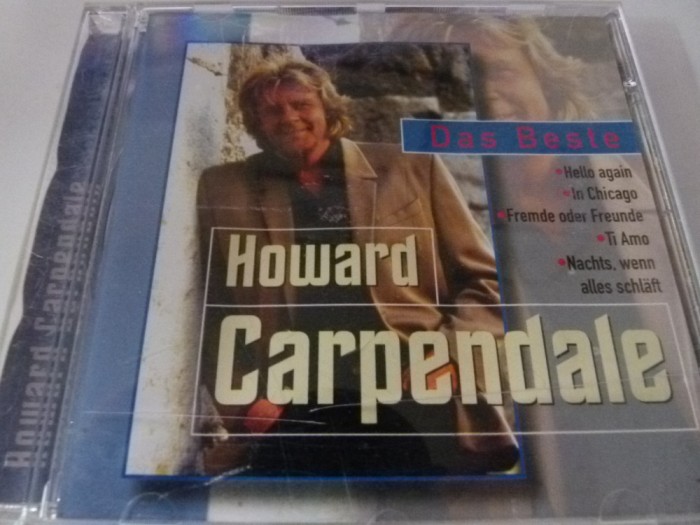 Das Beste
•Hello again
•In Chicago
•Fremde oder Freunde
•Ti Amo
•Nachts, wenn
alles schläft
Howard
Carpendale
Howard Carpendale